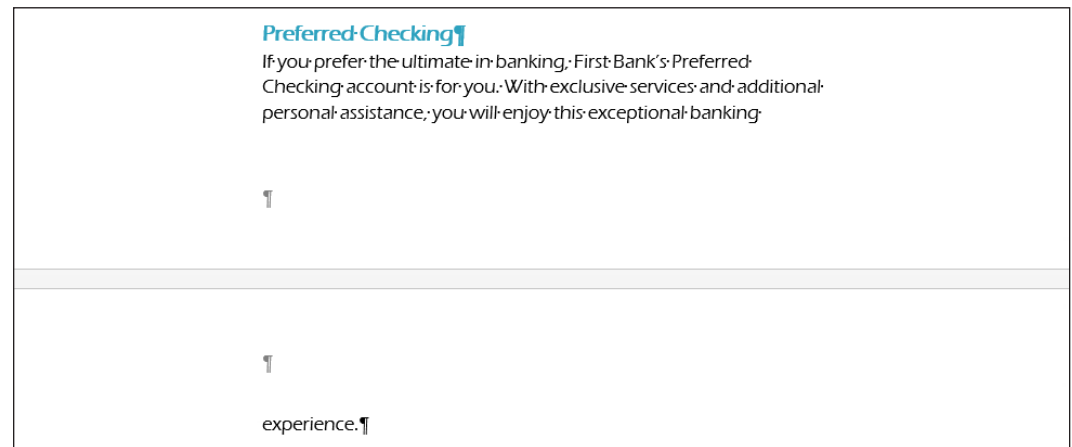 Preferred·Checking¶
If·you·prefer·the·ultimate·in·banking,·First·Bank's·Preferred·
Checking·account·is·for·you.·With·exclusive·services·and·additional·
personal·assistance,·you·will·enjoy·this·exceptional·banking·
¶
¶
experience.¶